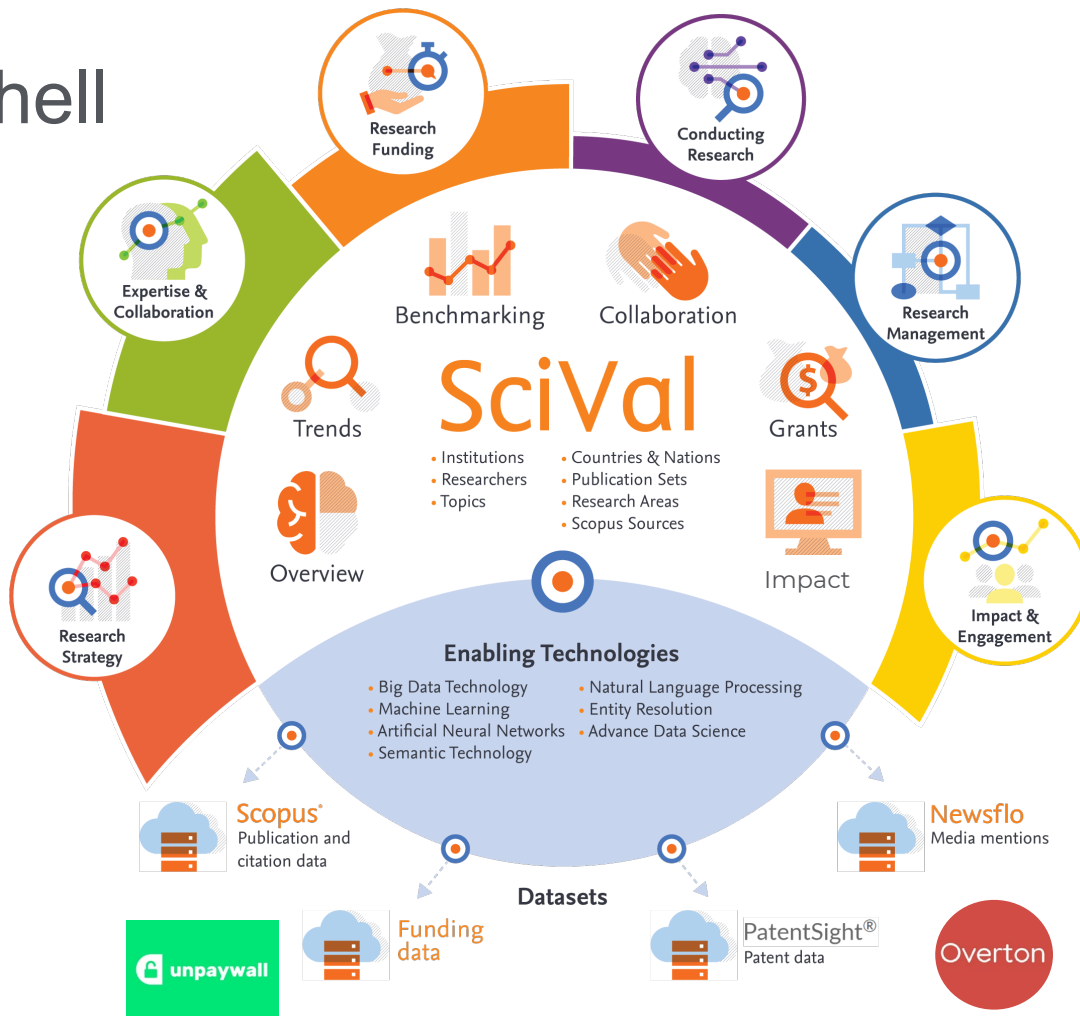 hell
Research
Funding
Conducting
Research
Expertise &
Collaboration
Research
Management
Benchmarking
Collaboration
Trends
SciVal
Grants
• Institutions
• Researchers
• Topics
• Countries & Nations
• Publication Sets
• Research Areas
• Scopus Sources
Overview
Impact
Research
Strategy
Impact &
Engagement
Enabling Technologies
• Big Data Technology
• Machine Learning
• Artificial Neural Networks
• Semantic Technology
• Natural Language Processing
• Entity Resolution
• Advance Data Science
Scopus®
Publication and
citation data
Newsflo
Media mentions
Datasets
unpaywall
Funding
data
PatentSight®
Patent data
Overton
$